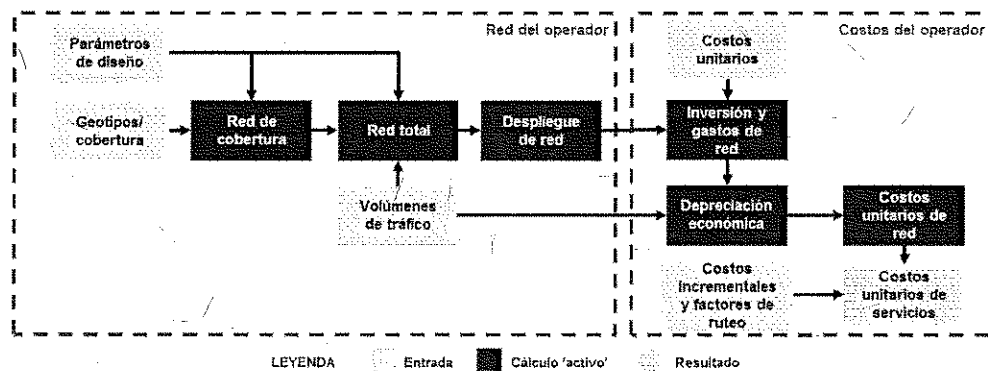 Red del operador
Costos del operador
Parámetros
de diseño
Costos
unitarios
Geotipos/
cobertura
Red de
cobertura
Red total
Despliegue
de red
Inversión y
gastos de
red
Volúmenes
de tráfico
Depreciación
económica
Costos
unitarios de
red
Costos
incrementales
y factores de
ruteo
Costos
unitarios de
servicios
LEYENDA
Entrada
Cálculo 'activo'
Resultado